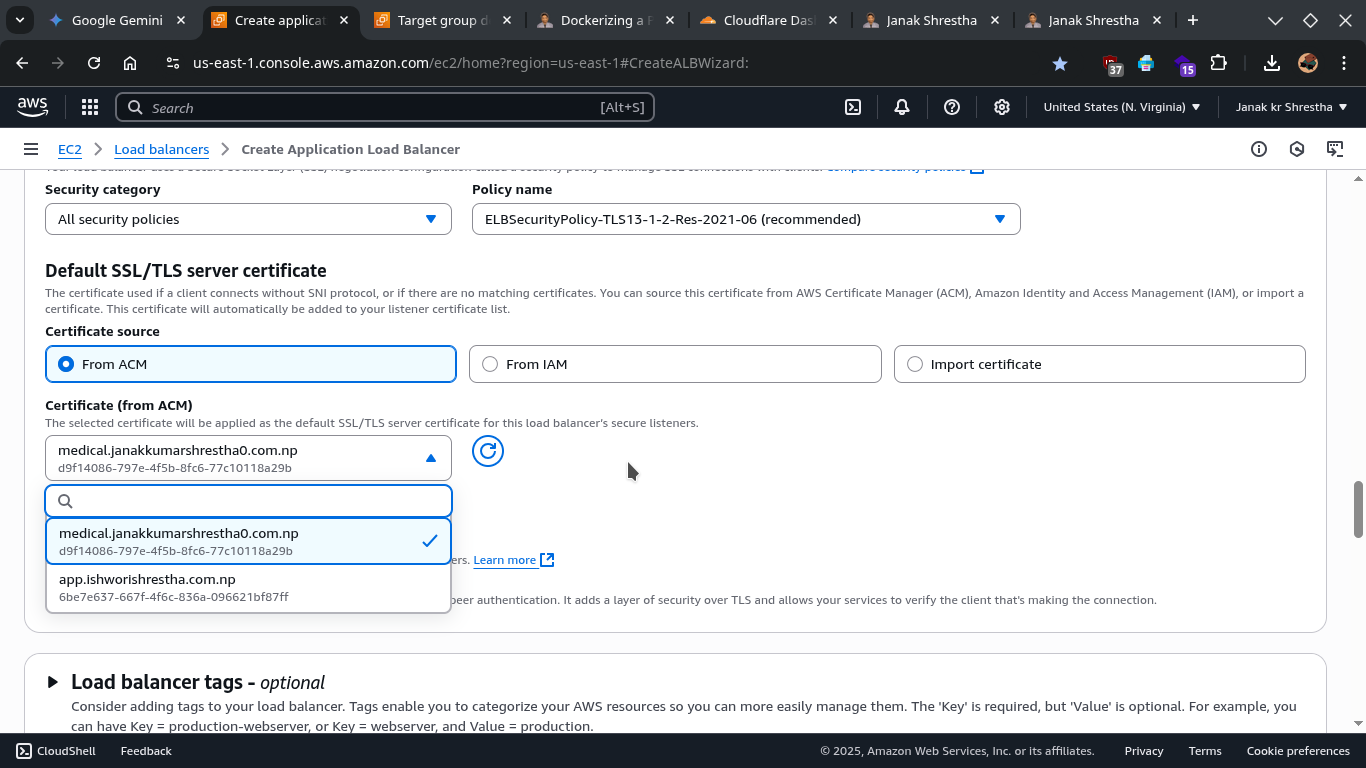 Google Gemini
Create applicat
Target group d
Dockerizing a
Cloudflare Das
Janak Shrestha
Janak Shrestha
us-east-1.console.aws.amazon.com/ec2/home?region=us-east-1#CreateALBWizard:
37
15
aws
Search
[Alt+S]
United States (N. Virginia)
Janak kr Shrestha
EC2
Load balancers
Create Application Load Balancer
Security category
Policy name
All security policies
ELBSecurityPolicy-TLS13-1-2-Res-2021-06 (recommended)
Default SSL/TLS server certificate
The certificate used if a client connects without SNI protocol, or if there are no matching certificates. You can source this certificate from AWS Certificate Manager (ACM), Amazon Identity and Access Management (IAM), or import a
certificate. This certificate will automatically be added to your listener certificate list.
Certificate source
From ACM
From IAM
Import certificate
Certificate (from ACM)
The selected certificate will be applied as the default SSL/TLS server certificate for this load balancer's secure listeners.
medical.janakkumarshrestha0.com.np
d9f14086-797e-4f5b-8fc6-77c10118a29b
medical.janakkumarshrestha0.com.np
d9f14086-797e-4f5b-8fc6-77c10118a29b
ers. Learn more
app.ishworishrestha.com.np
6be7e637-667f-4f6c-836a-096621bf87ff
peer authentication. It adds a layer of security over TLS and allows your services to verify the client that's making the connection.
Load balancer tags - optional
Consider adding tags to your load balancer. Tags enable you to categorize your AWS resources so you can more easily manage them. The 'Key' is required, but 'Value' is optional. For example, you
can have Key = production-webserver, or Key = webserver, and Value = production.
CloudShell
Feedback
© 2025, Amazon Web Services, Inc. or its affiliates.
Privacy
Terms
Cookie preferences